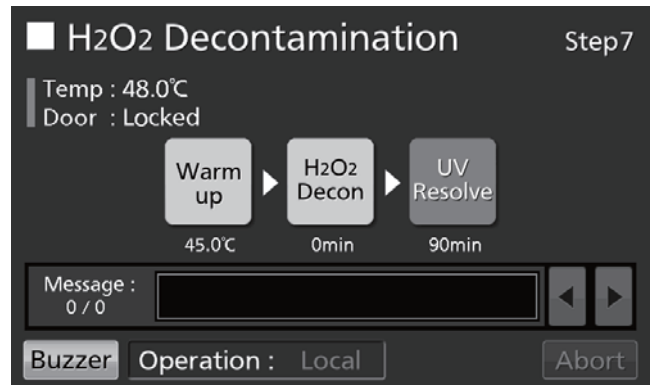 H2O2 Decontamination Step7
Temp : 48.0℃
Door : Locked
Warm up
H2O2 Decon
UV Resolve
45.0℃ 0min 90min
Message :
0 / 0
Buzzer Operation : Local Abort